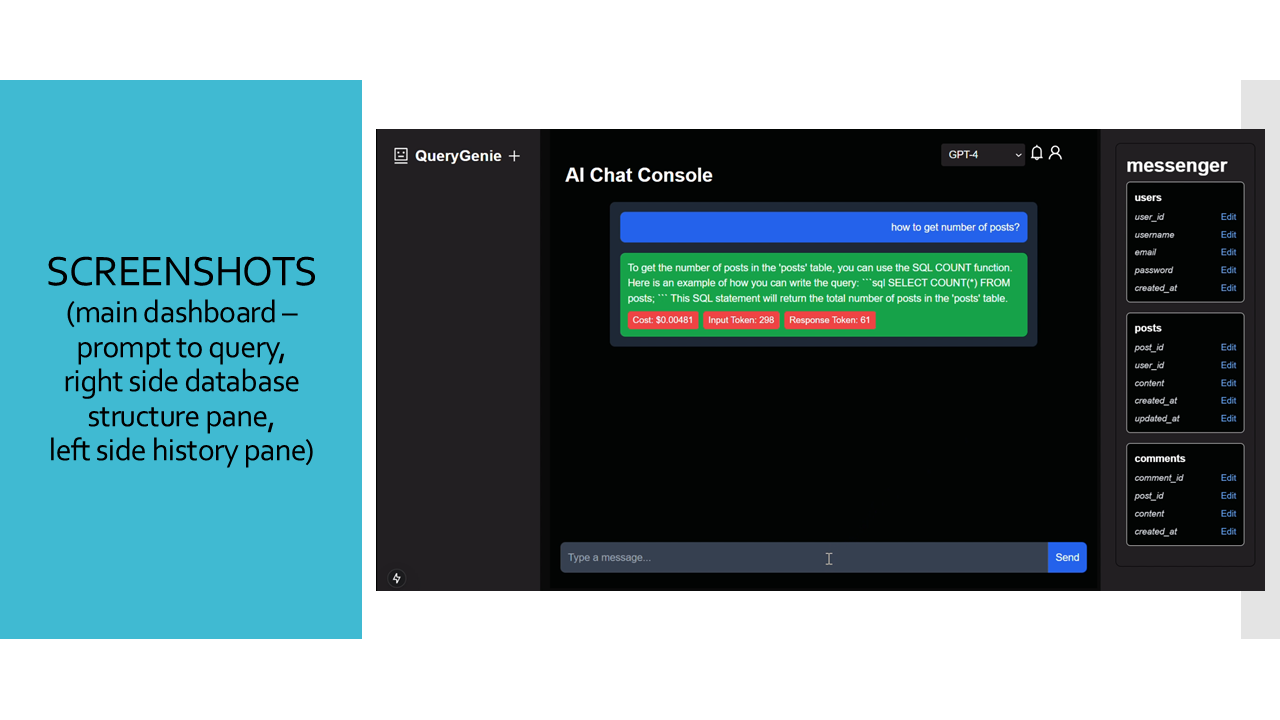 SCREENSHOTS
(main dashboard –
prompt to query,
right side database
structure pane,
left side history pane)
QueryGenie +
GPT-4
AI Chat Console
how to get number of posts?
To get the number of posts in the 'posts' table, you can use the SQL COUNT function.
Here is an example of how you can write the query: ```sql SELECT COUNT(*) FROM
posts; ``` This SQL statement will return the total number of posts in the 'posts' table.
Cost: $0.00481 Input Token: 298 Response Token: 61
Type a message...
Send
messenger
users
user_id Edit
username Edit
email Edit
password Edit
created_at Edit
posts
post_id Edit
user_id Edit
content Edit
created_at Edit
updated_at Edit
comments
comment_id Edit
post_id Edit
content Edit
created_at Edit